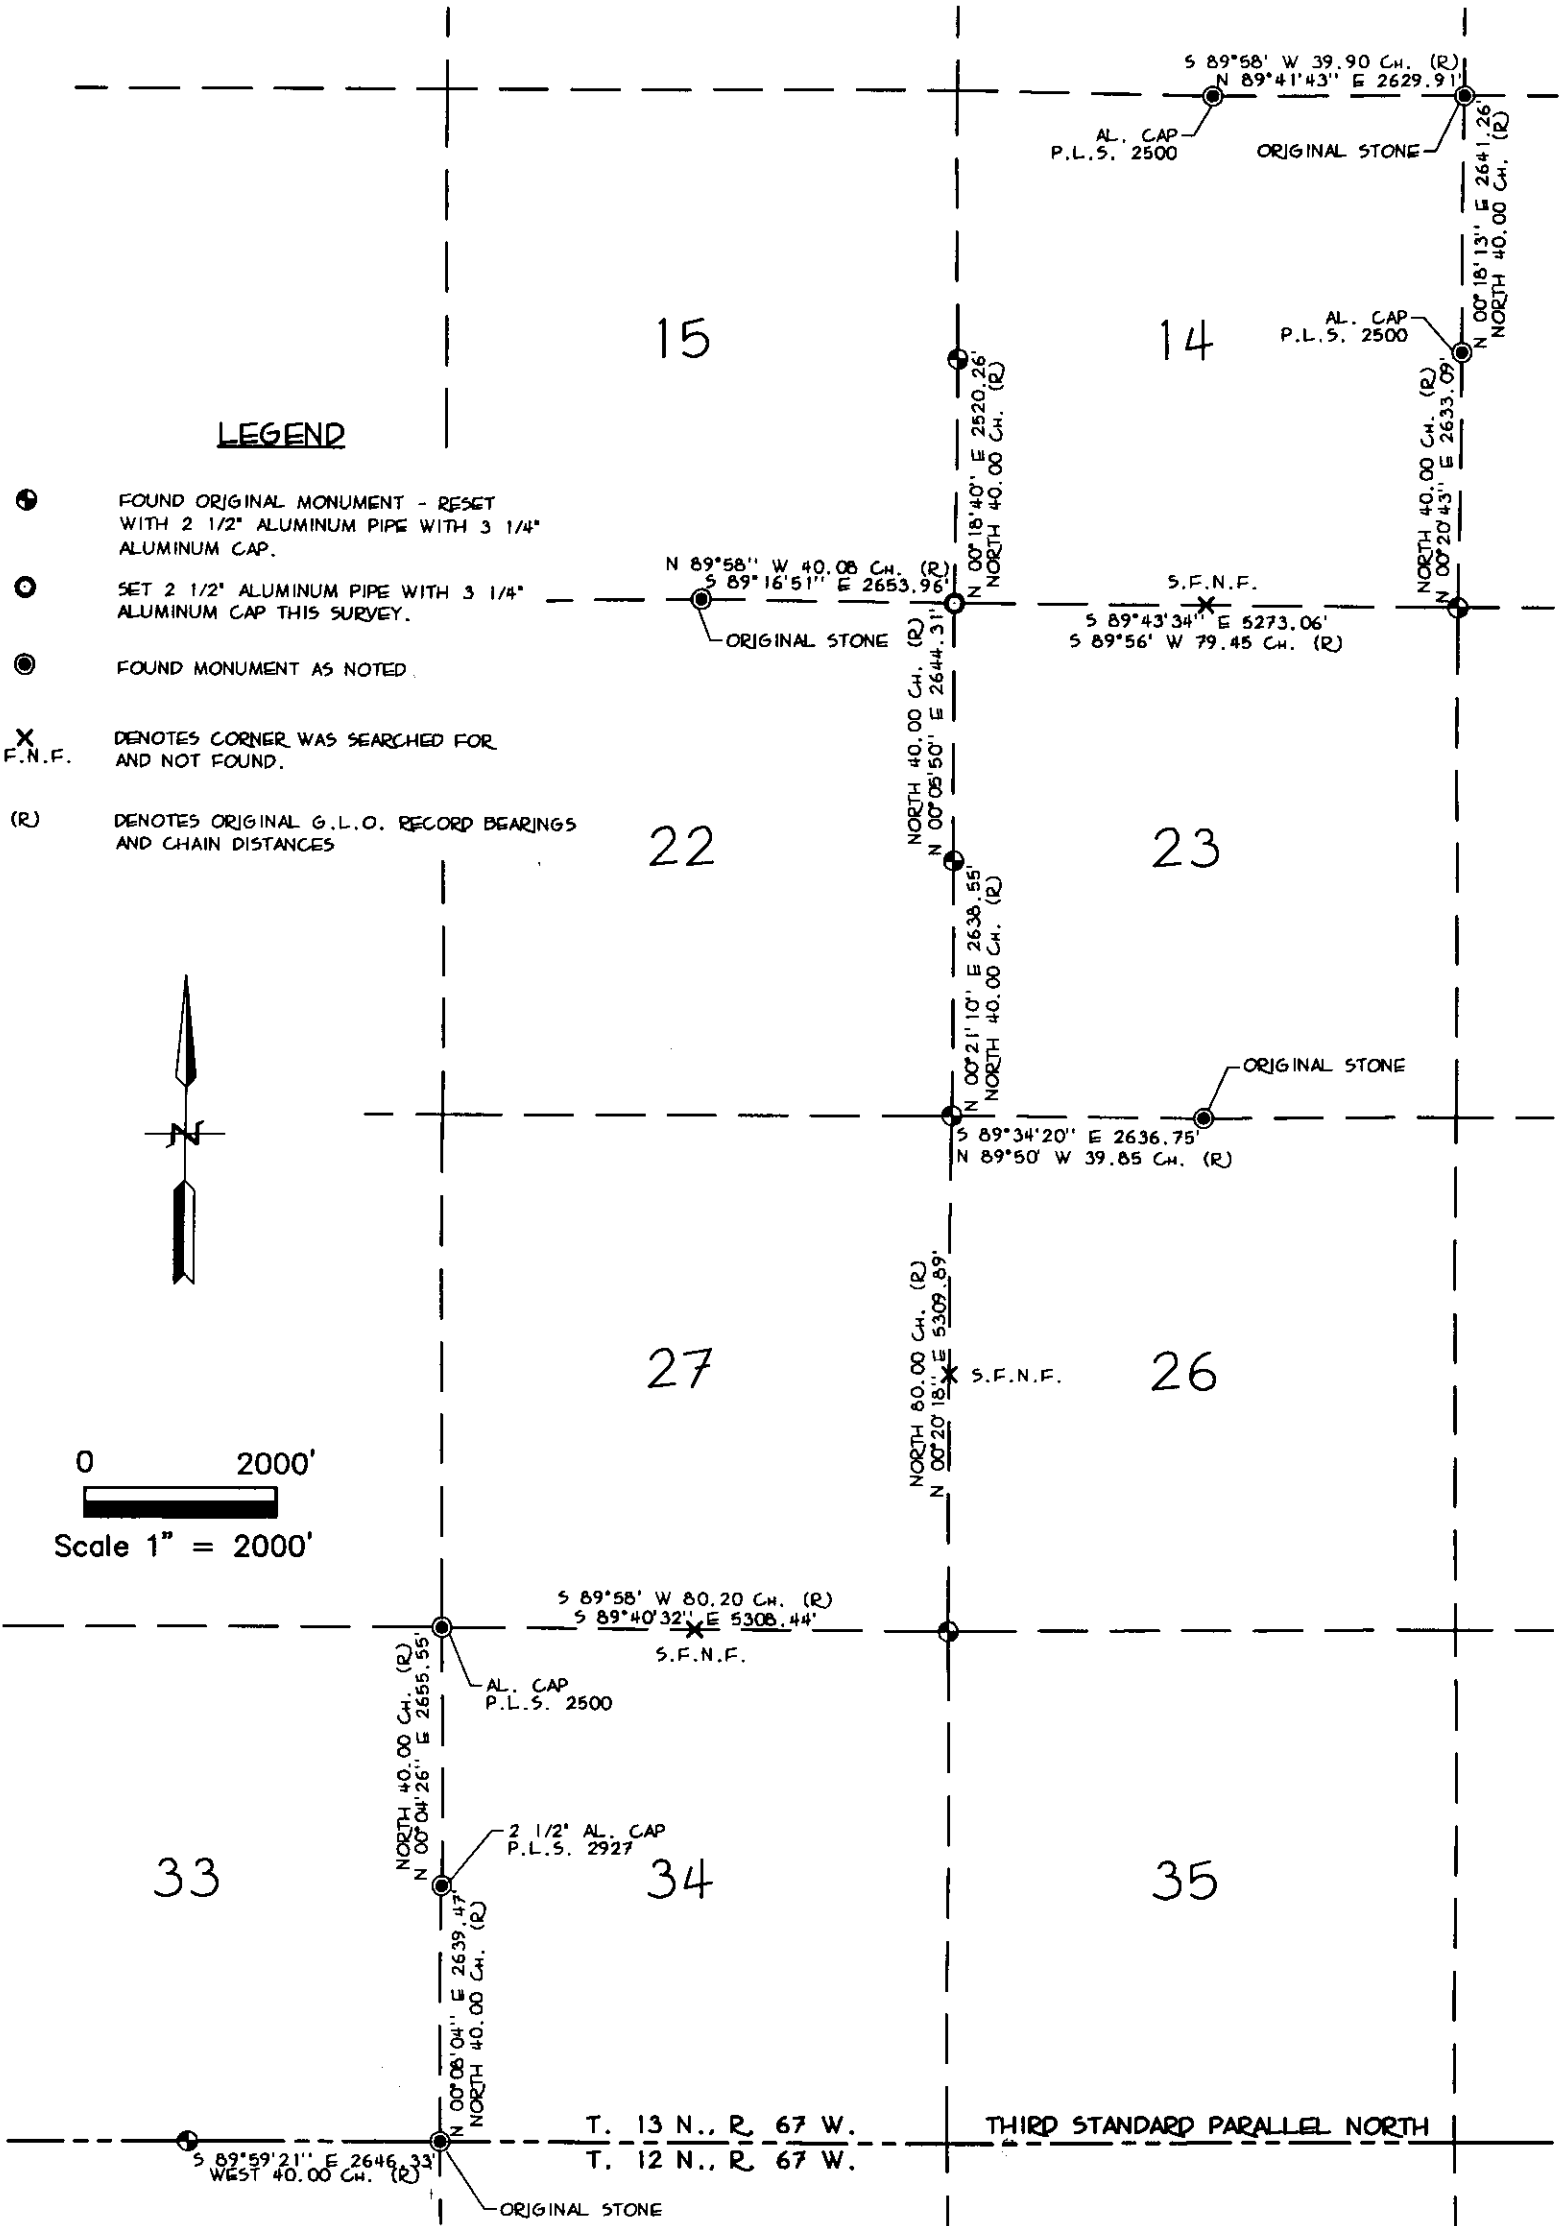 S 89°58' W 39.90 CH. (R)
N 89°41'43" E 2629.91'
AL. CAP
P.L.S. 2500
ORIGINAL STONE
N 00°18'13" E 2641.26'
NORTH 40.00 CH. (R)
15
14
AL. CAP
P.L.S. 2500
N 00°18'40" E 2520.26'
NORTH 40.00 CH. (R)
NORTH 40.00 CH. (R)
N 00°20'43" E 2633.09'
LEGEND
FOUND ORIGINAL MONUMENT - RESET
WITH 2 1/2" ALUMINUM PIPE WITH 3 1/4"
ALUMINUM CAP.
SET 2 1/2" ALUMINUM PIPE WITH 3 1/4"
ALUMINUM CAP THIS SURVEY.
FOUND MONUMENT AS NOTED
X
F.N.F.
DENOTES CORNER WAS SEARCHED FOR
AND NOT FOUND.
(R)
DENOTES ORIGINAL G.L.O. RECORD BEARINGS
AND CHAIN DISTANCES
N 89°58" W 40.08 CH. (R)
S 89°16'51" E 2653.96'
ORIGINAL STONE
S.F.N.F.
S 89°43'34" E 5273.06'
S 89°56' W 79.45 CH. (R)
NORTH 40.00 CH. (R)
N 00°05'50" E 2644.31'
22
23
N 00°21'10" E 2638.55'
NORTH 40.00 CH. (R)
N
ORIGINAL STONE
S 89°34'20" E 2636.75'
N 89°50' W 39.85 CH. (R)
NORTH 80.00 CH. (R)
N 00°20'18" E 5309.89'
27
S.F.N.F.
26
0 2000'
Scale 1" = 2000'
S 89°58' W 80.20 CH. (R)
S 89°40'32" E 5308.44'
S.F.N.F.
AL. CAP
P.L.S. 2500
NORTH 40.00 CH. (R)
N 00°04'26" E 2655.55'
2 1/2" AL. CAP
P.L.S. 2927
33
34
35
N 00°08'04" E 2639.47'
NORTH 40.00 CH. (R)
T. 13 N., R. 67 W.
THIRD STANDARD PARALLEL NORTH
T. 12 N., R. 67 W.
S 89°59'21" E 2646.33'
WEST 40.00 CH. (R)
ORIGINAL STONE